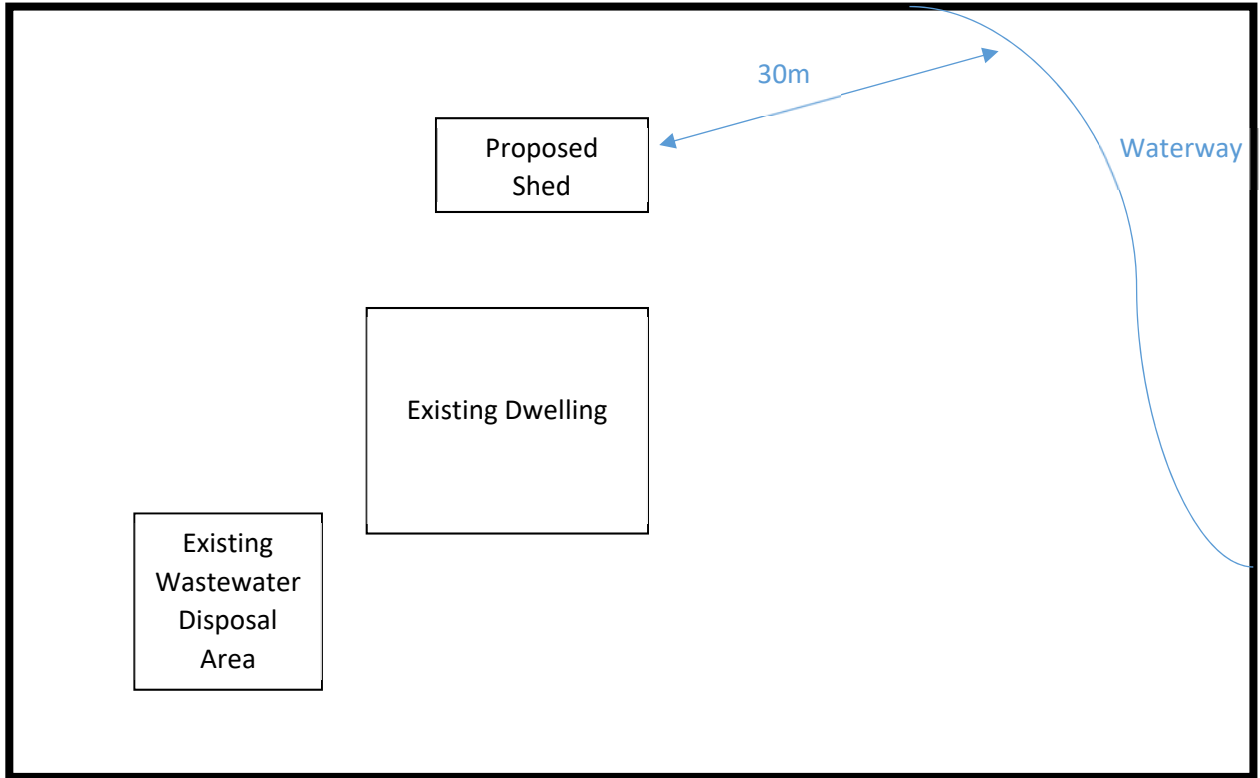 30m
Proposed
Shed
Waterway
Existing Dwelling
Existing
Wastewater
Disposal
Area